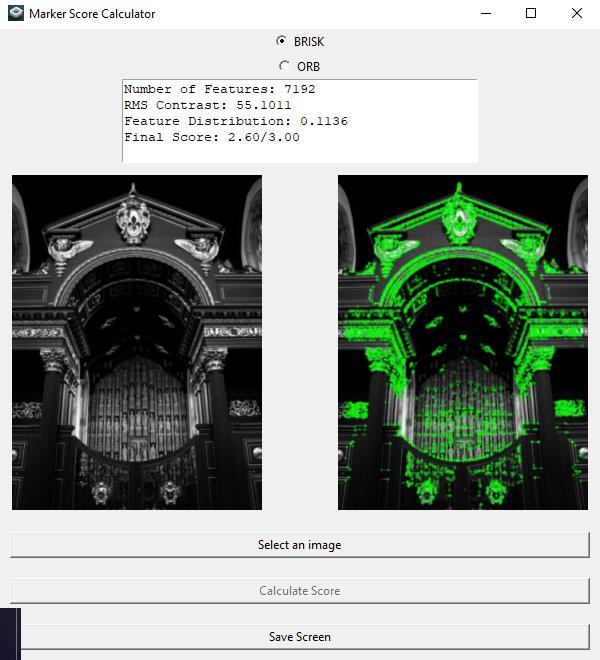 Marker Score Calculator
BRISK
ORB
Number of Features: 7192
RMS Contrast: 55.1011
Feature Distribution: 0.1136
Final Score: 2.60/3.00
Select an image
Calculate Score
Save Screen